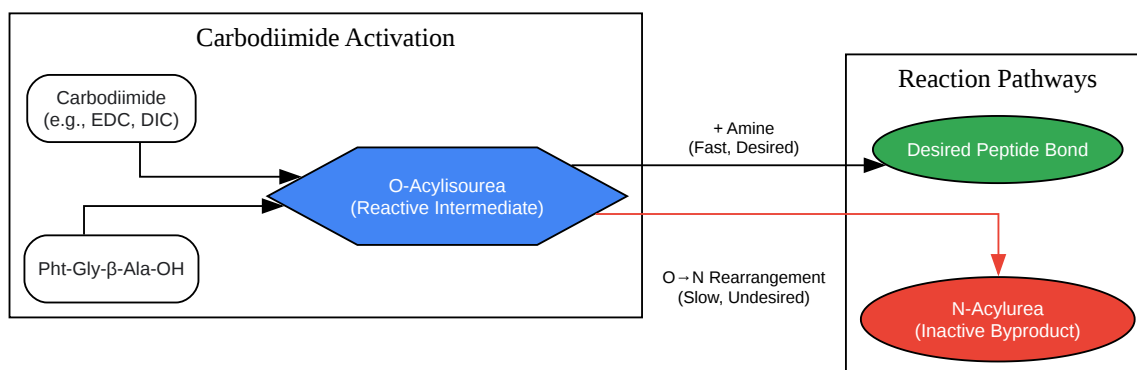 Carbodiimide Activation
Carbodiimide
(e.g., EDC, DIC)
Pht-Gly-β-Ala-OH
O-Acylisourea
(Reactive Intermediate)
+ Amine
(Fast, Desired)
O→N Rearrangement
(Slow, Undesired)
Reaction Pathways
Desired Peptide Bond
N-Acylurea
(Inactive Byproduct)